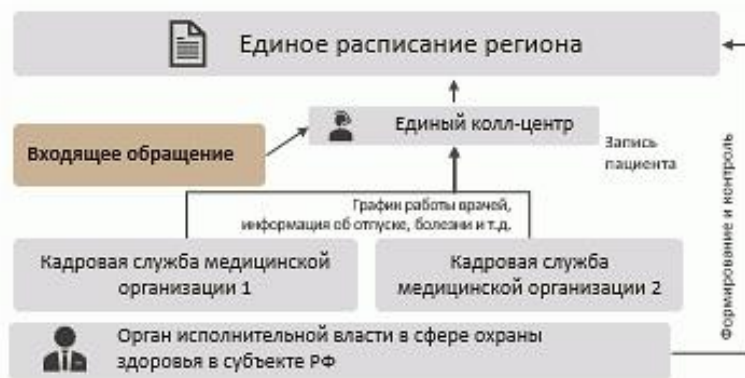 Единое расписание региона
Единый колл-центр
Входящее обращение
Запись
пациента
График работы врачей,
информация об отпуске, болезни и т.д.
Кадровая служба медицинской
организации 1
Кадровая служба
медицинской организации 2
Формирование и контроль
Орган исполнительной власти в сфере охраны
здоровья в субъекте РФ